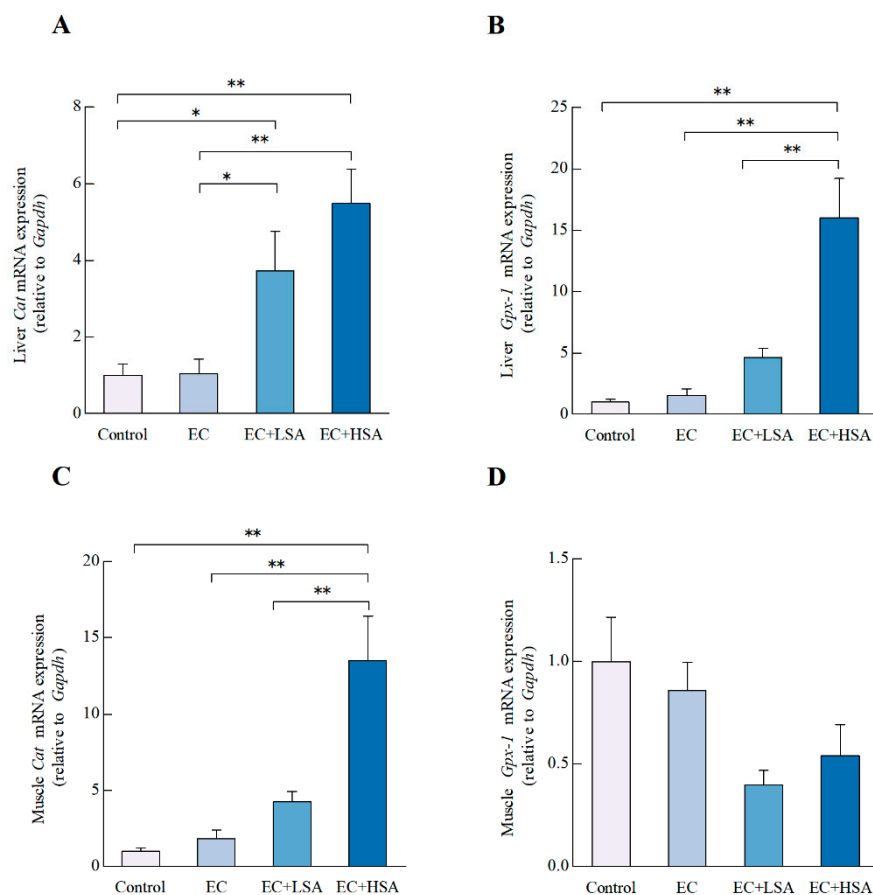 A
Liver Cat mRNA expression
(relative to Gapdh)
8
6
4
2
0
**
*
**
*
Control EC EC+LSA EC+HSA
B
Liver Gpx-1 mRNA expression
(relative to Gapdh)
25
20
15
10
5
0
**
**
**
Control EC EC+LSA EC+HSA
C
Muscle Cat mRNA expression
(relative to Gapdh)
20
15
10
5
0
**
**
**
Control EC EC+LSA EC+HSA
D
Muscle Gpx-1 mRNA expression
(relative to Gapdh)
1.5
1.0
0.5
0.0
Control EC EC+LSA EC+HSA